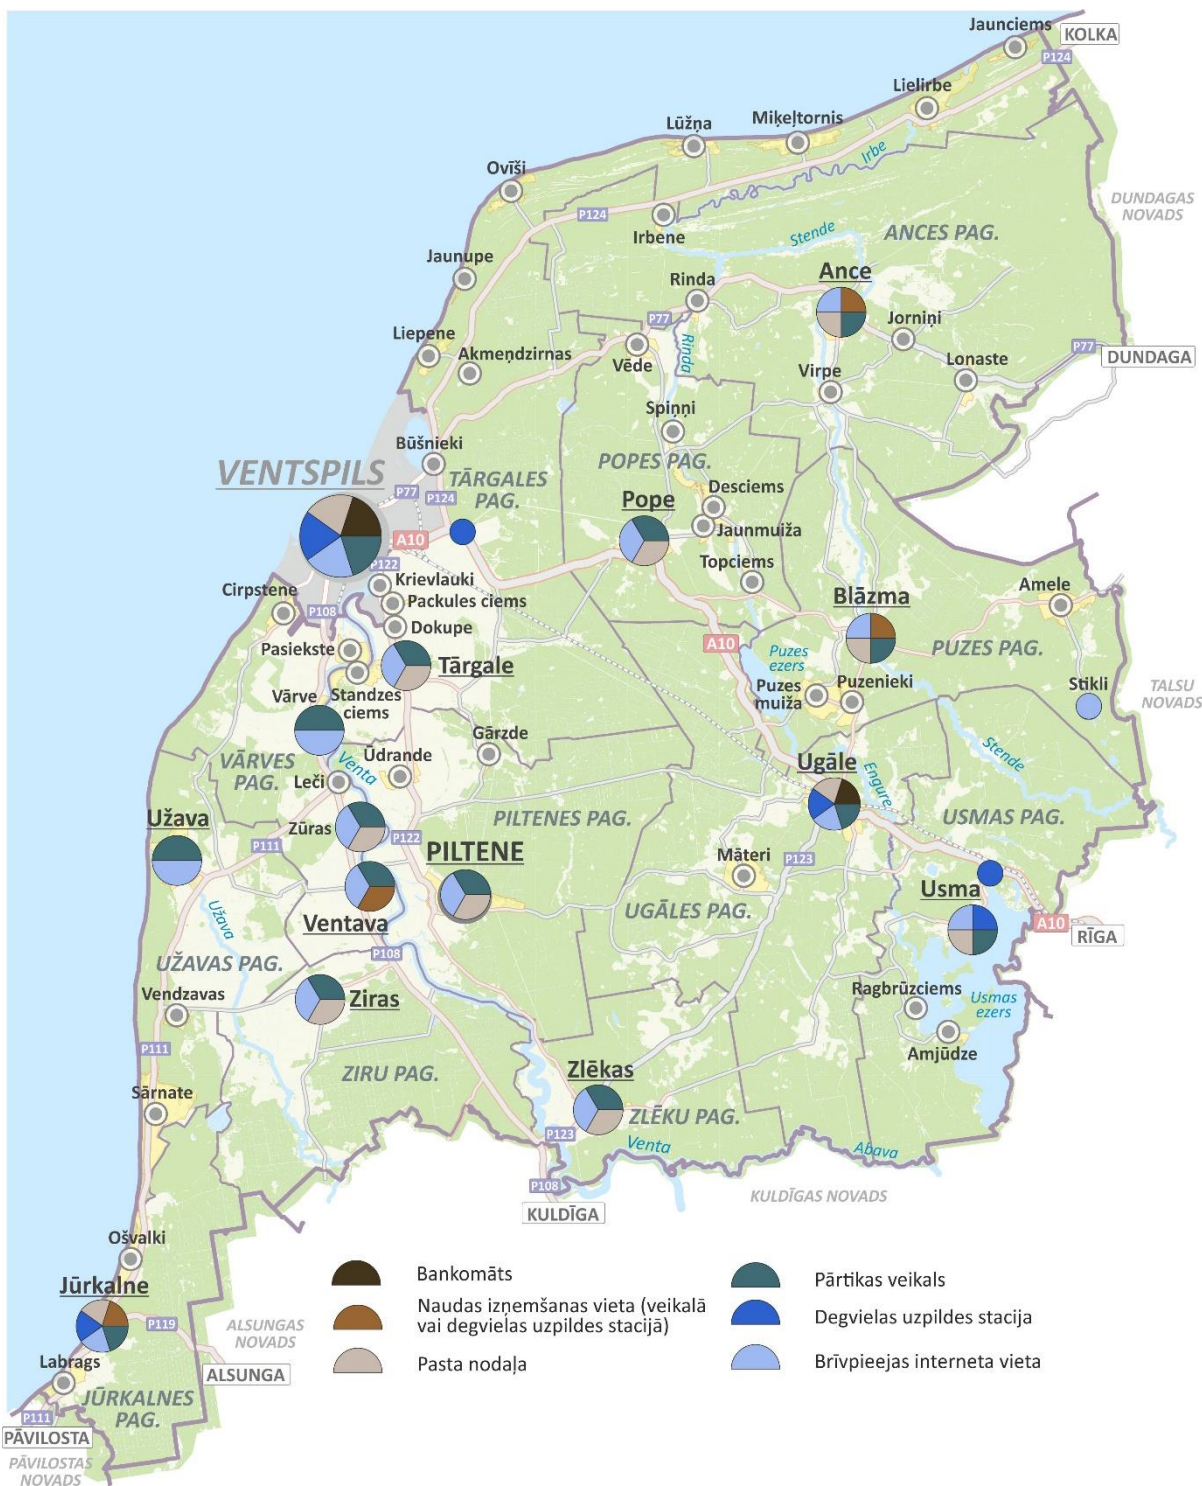 Jaunciems
KOLKA
P124
Lielirbe
Miķeļtornis
Lūžņa
Irbe
Ovīši
DUNDAGAS
NOVADS
P124
Irbene
Stende
ANCES PAG.
Jaunupe
Rinda
Ance
Liepene
P77
Jorniņi
Akmeņdzirnas
Vēde
Rinda
Lonaste
P77
DUNDAGA
Virpe
Spiņņi
Būšnieki
VENTSPILS
TĀRGALES
PAG.
POPES PAG.
P77
P124
Desciems
Pope
Jaunmuiža
A10
P122
Topciems
Krievlauki
Cirpstene
Packules ciems
Amele
P108
Blāzma
Dokupe
Pasiekste
A10
Puzes
ezers
PUZES PAG.
Tārgale
Vārve
Standzes
ciems
Puzes
muiža
Puzenieki
Stikli
TALSU
NOVADS
Gārzde
VĀRVES
PAG.
Venta
Ūdrande
Stende
Leči
Ugāle
Engure
Užava
Zūras
PILTENES PAG.
USMAS PAG.
P111
P122
PILTENE
Māteri
P123
Usma
Užava
Ventava
UGĀLES PAG.
A10
RĪGA
P108
UŽAVAS PAG.
Vendzavas
Ziras
Ragbrūzciems
Usmas
ezers
P111
Amjūdze
ZIRU PAG.
Zlēkas
Sārnate
ZLĒKU PAG.
P123
Venta
Abava
P108
KULDĪGAS NOVADS
KULDĪGA
Ošvalki
Jūrkalne
P119
ALSUNGAS
NOVADS
Labrags
ALSUNGA
JŪRKALNES
PAG.
P111
PĀVILOSTA
PĀVILOSTAS
NOVADS
Bankomāts
Naudas izņemšanas vieta (veikalā
vai degvielas uzpildes stacijā)
Pasta nodaļa
Pārtikas veikals
Degvielas uzpildes stacija
Brīvpieejas interneta vieta